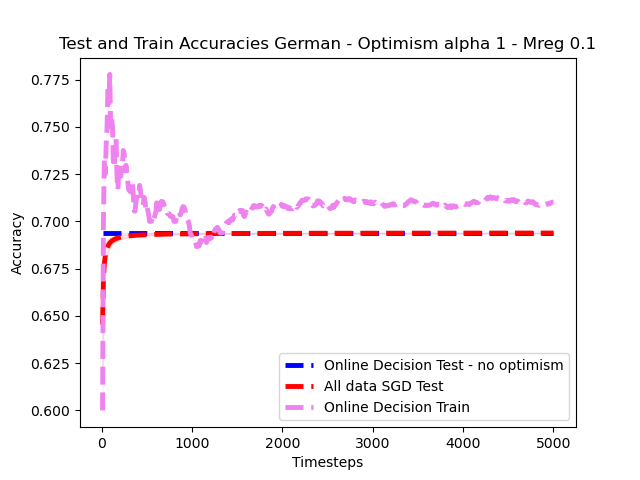 Test and Train Accuracies German - Optimism alpha 1 - Mreg 0.1
0.775
0.750
0.725
0.700
0.675
0.650
0.625
0.600
Accuracy
Online Decision Test - no optimism
All data SGD Test
Online Decision Train
0
1000
2000
3000
4000
5000
Timesteps